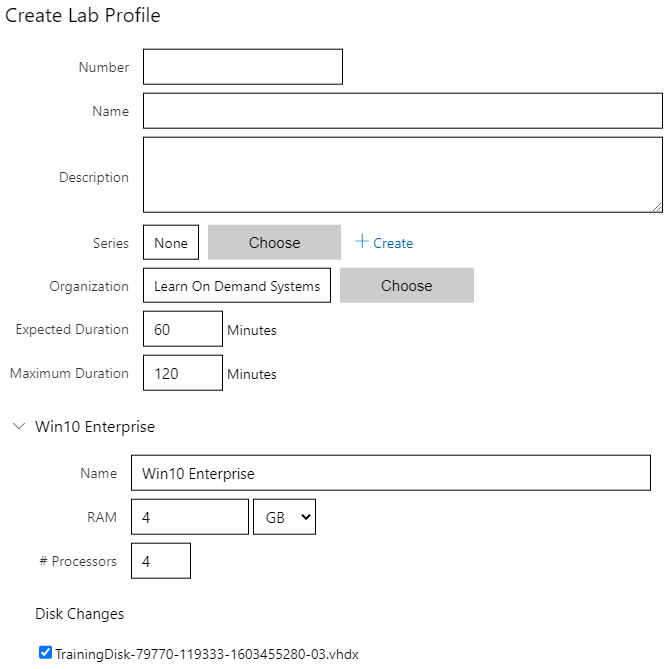 Create Lab Profile
Number
Name
Description
Series None Choose + Create
Organization Learn On Demand Systems Choose
Expected Duration 60 Minutes
Maximum Duration 120 Minutes
Win10 Enterprise
Name Win10 Enterprise
RAM 4 GB
# Processors 4
Disk Changes
TrainingDisk-79770-119333-1603455280-03.vhdx